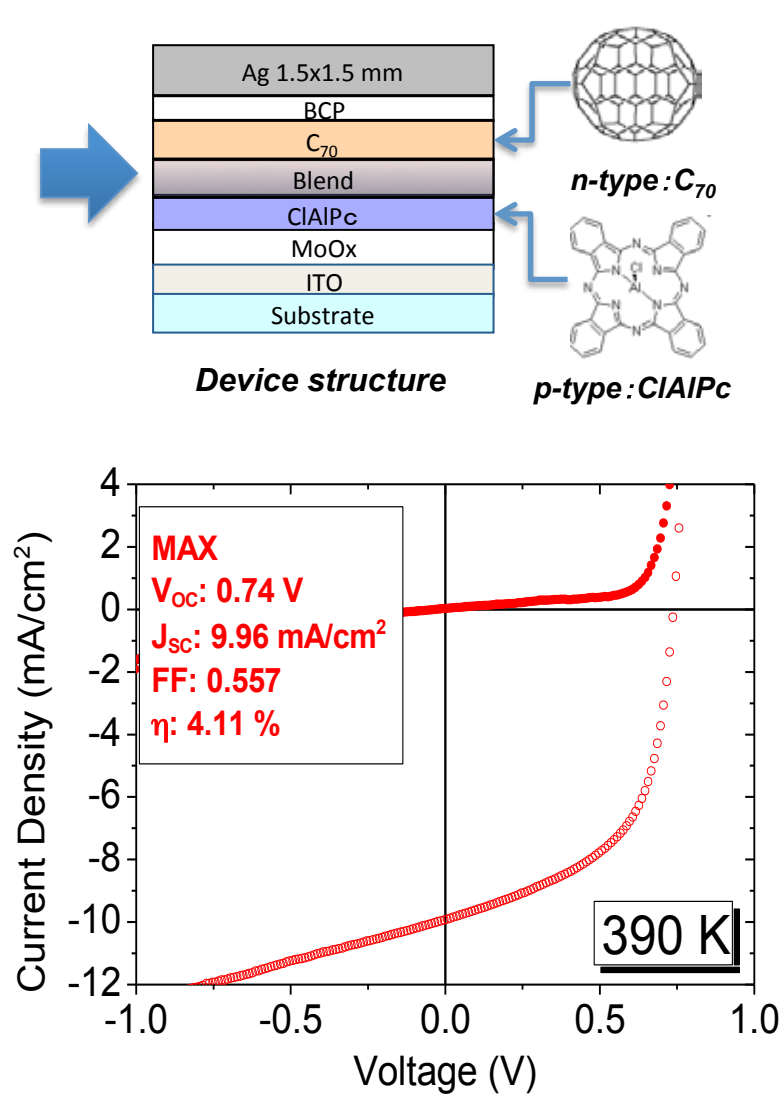 Ag 1.5x1.5 mm
BCP
C₇₀
Blend
ClAlPc
MoOx
ITO
Substrate
Device structure
n-type：C₇₀
N
N
N
Cl
N
N
Al
N
N
N
p-type：ClAlPc
MAX
V_OC: 0.74 V
J_SC: 9.96 mA/cm²
FF: 0.557
η: 4.11 %
390 K
Current Density (mA/cm²)
4
2
0
-2
-4
-6
-8
-10
-12
-1.0 -0.5 0.0 0.5 1.0
Voltage (V)